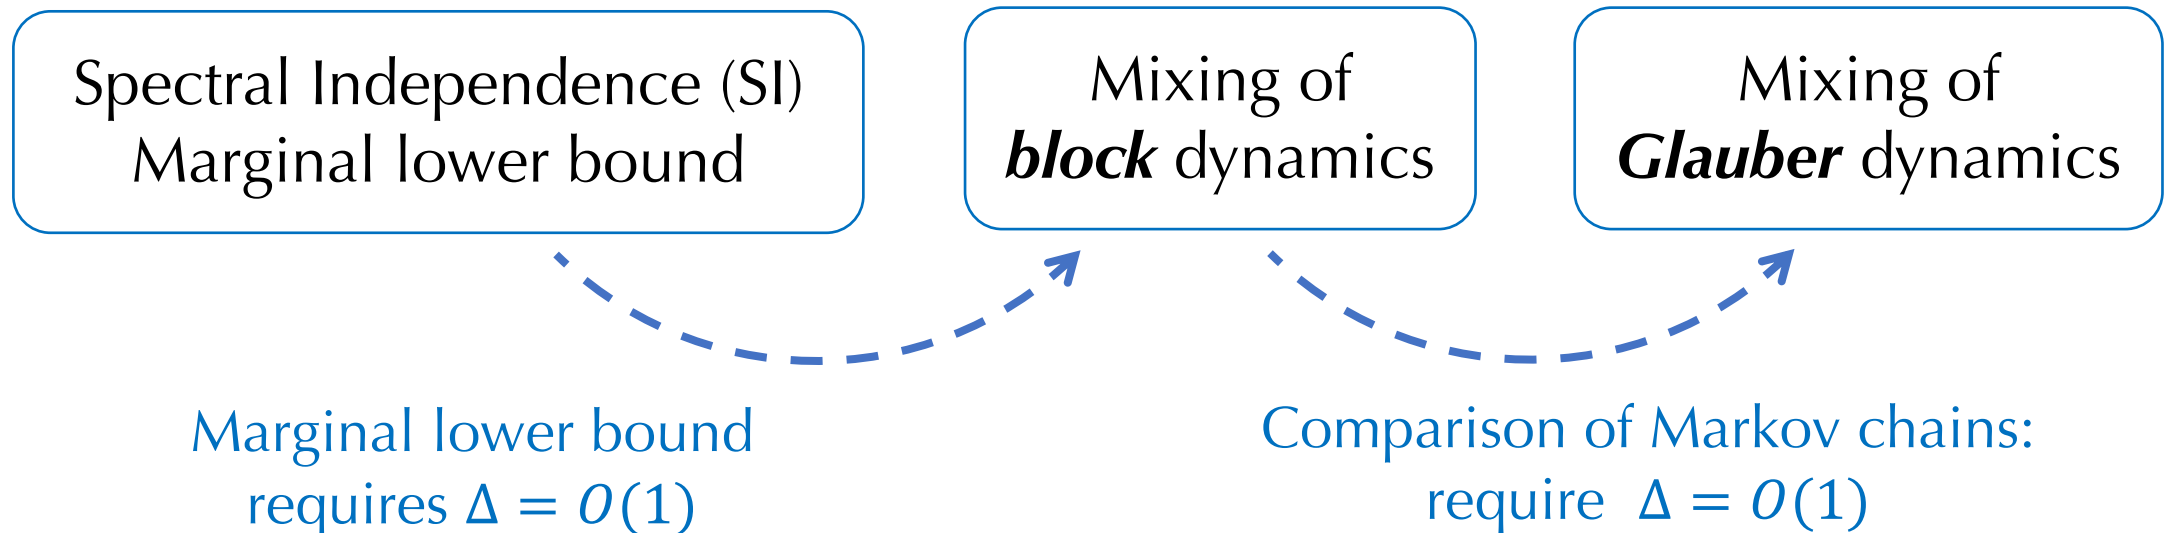 Spectral Independence (SI)
Marginal lower bound
Mixing of
block dynamics
Mixing of
Glauber dynamics
Marginal lower bound
requires Δ = O(1)
Comparison of Markov chains:
require Δ = O(1)